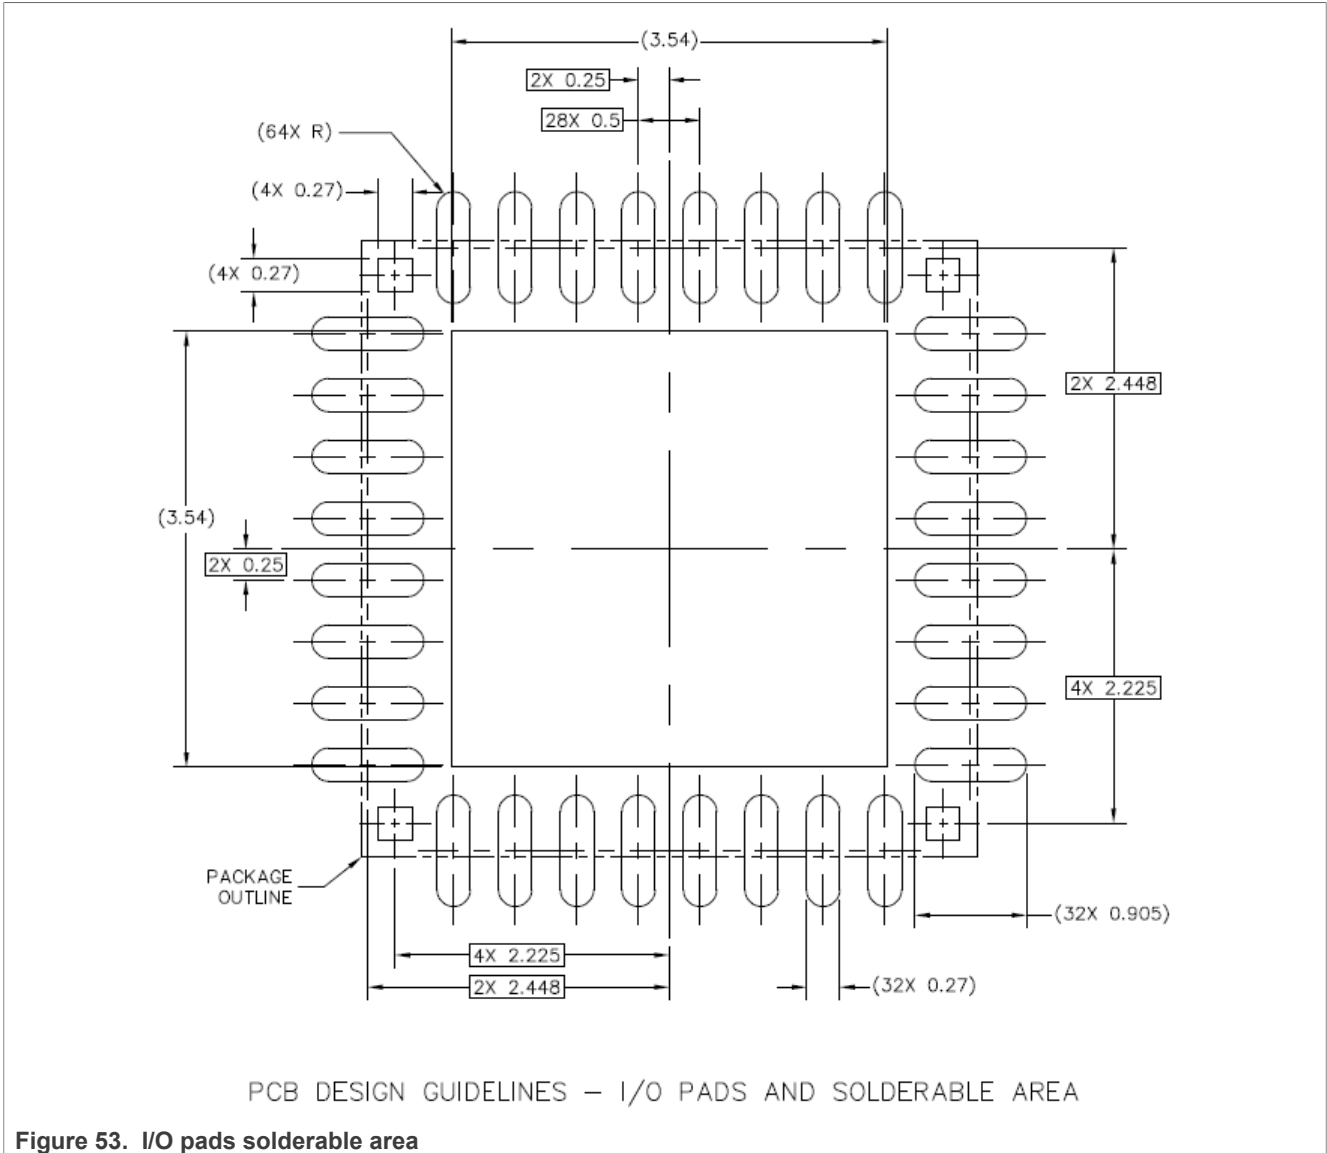 (3.54)
2X 0.25
28X 0.5
(64X R)
(4X 0.27)
(4X 0.27)
2X 2.448
(3.54)
2X 0.25
4X 2.225
PACKAGE
OUTLINE
(32X 0.905)
4X 2.225
(32X 0.27)
2X 2.448
PCB DESIGN GUIDELINES – I/O PADS AND SOLDERABLE AREA
Figure 53. I/O pads solderable area